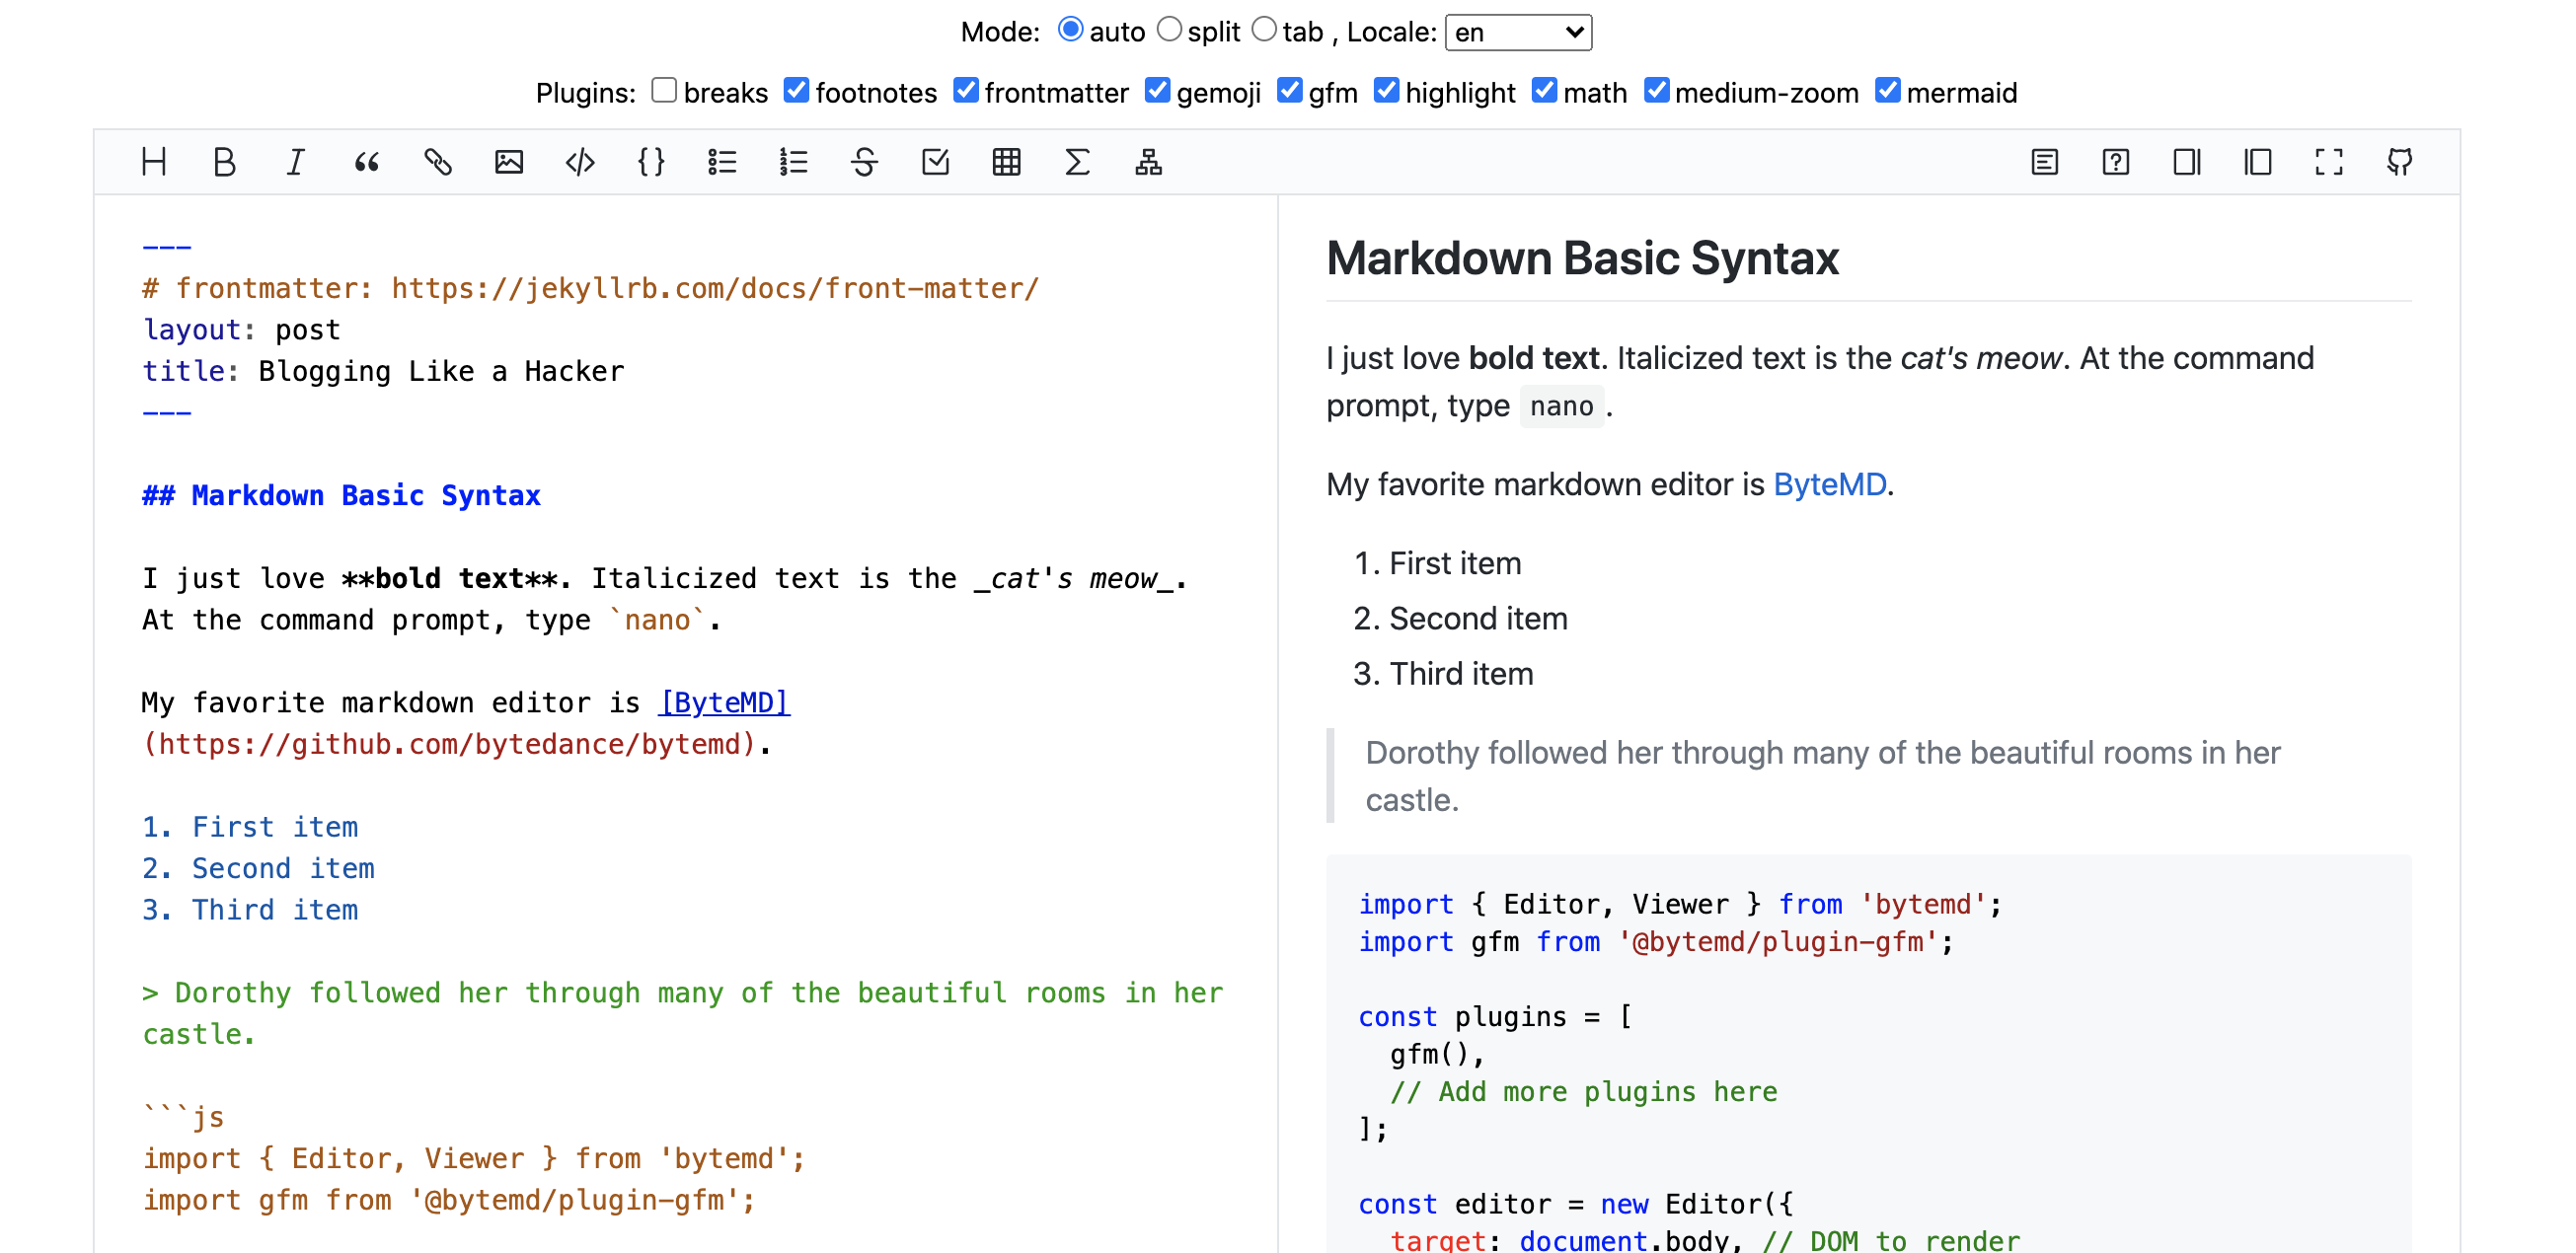 Mode: auto split tab , Locale: en
Plugins: breaks footnotes frontmatter gemoji gfm highlight math medium-zoom mermaid
---
# frontmatter: https://jekyllrb.com/docs/front-matter/
layout: post
title: Blogging Like a Hacker
---
## Markdown Basic Syntax
I just love **bold text**. Italicized text is the _cat's meow_.
At the command prompt, type `nano`.
My favorite markdown editor is [ByteMD]
(https://github.com/bytedance/bytemd).
1. First item
2. Second item
3. Third item
> Dorothy followed her through many of the beautiful rooms in her
castle.
```js
import { Editor, Viewer } from 'bytemd';
import gfm from '@bytemd/plugin-gfm';
Markdown Basic Syntax
I just love bold text. Italicized text is the cat's meow. At the command
prompt, type nano .
My favorite markdown editor is ByteMD.
1. First item
2. Second item
3. Third item
Dorothy followed her through many of the beautiful rooms in her
castle.
import { Editor, Viewer } from 'bytemd';
import gfm from '@bytemd/plugin-gfm';
const plugins = [
gfm(),
// Add more plugins here
];
const editor = new Editor({
target: document.body, // DOM to render